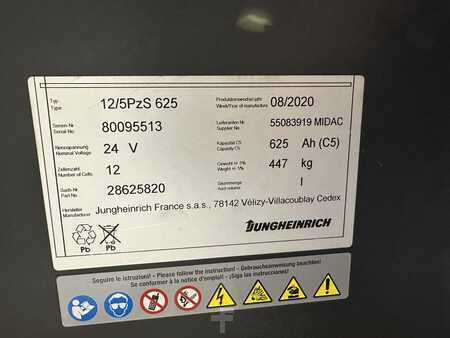 Typ
Type
12/5PzS 625
Produktionswoche/-jahr
Week/Year of manufacture
08/2020
Serien-Nr.
Serial No
80095513
Lieferanten Nr.
Supplier No
55083919 MIDAC
Nennspannung
Nominal Voltage
24 V
Kapazität C5
Capacity C5
625 Ah (C5)
Zellenzahl
Number of Cells
12
Gewicht +/- 5%
Weight +/- 5%
447 kg
Sach-Nr.
Part No
28625820
Säuremenge
l
Hersteller
Manufacturer
Jungheinrich France s.a.s., 78142 Vélizy-Villacoublay Cedex
Pb Pb
JUNGHEINRICH
Seguire le istruzioni! - Please follow the instruction! - Gebrauchsanweisung beachten!
Se conformer à la notice d'emploi! - ¡Siga las instrucciones!